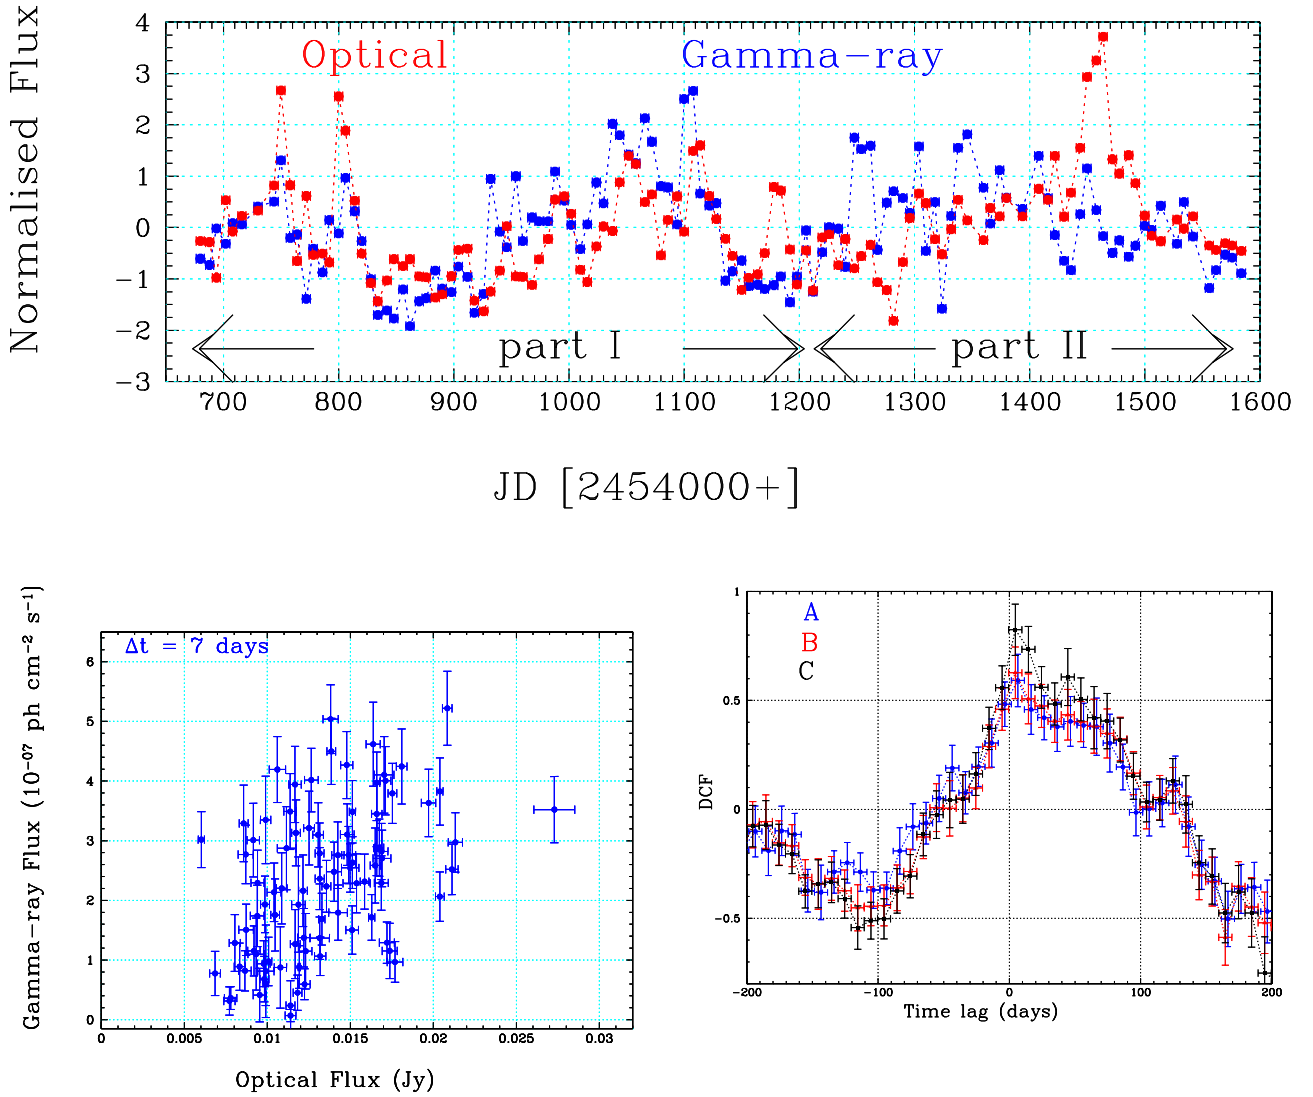 Normalised Flux
4
3
2
1
0
−1
−2
−3
Optical
Gamma−ray
part I
part II
700 800 900 1000 1100 1200 1300 1400 1500 1600
JD [2454000+]
Gamma−ray Flux (10⁻⁰⁷ ph cm⁻² s⁻¹)
Δt = 7 days
6
5
4
3
2
1
0
0 0.005 0.01 0.015 0.02 0.025 0.03
Optical Flux (Jy)
DCF
1
0.5
0
-0.5
A
B
C
-200 -100 0 100 200
Time lag (days)